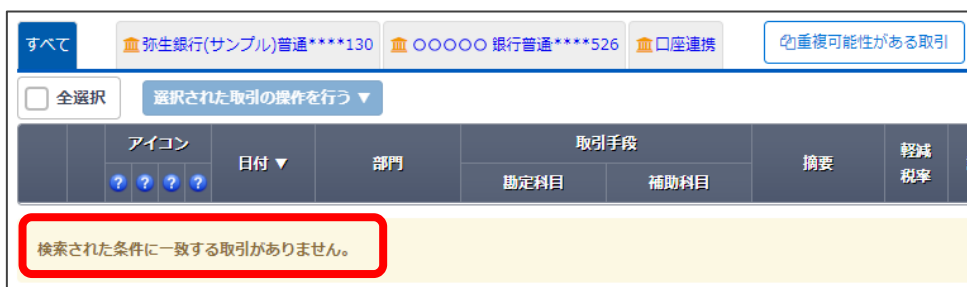 すべて 弥生銀行(サンプル)普通****130 〇〇〇〇〇 銀行普通****526 口座連携 重複可能性がある取引
全選択 選択された取引の操作を行う ▼
アイコン 日付 ▼ 部門 取引手段 摘要 軽減税率
? ? ? ? 勘定科目 補助科目
検索された条件に一致する取引がありません。